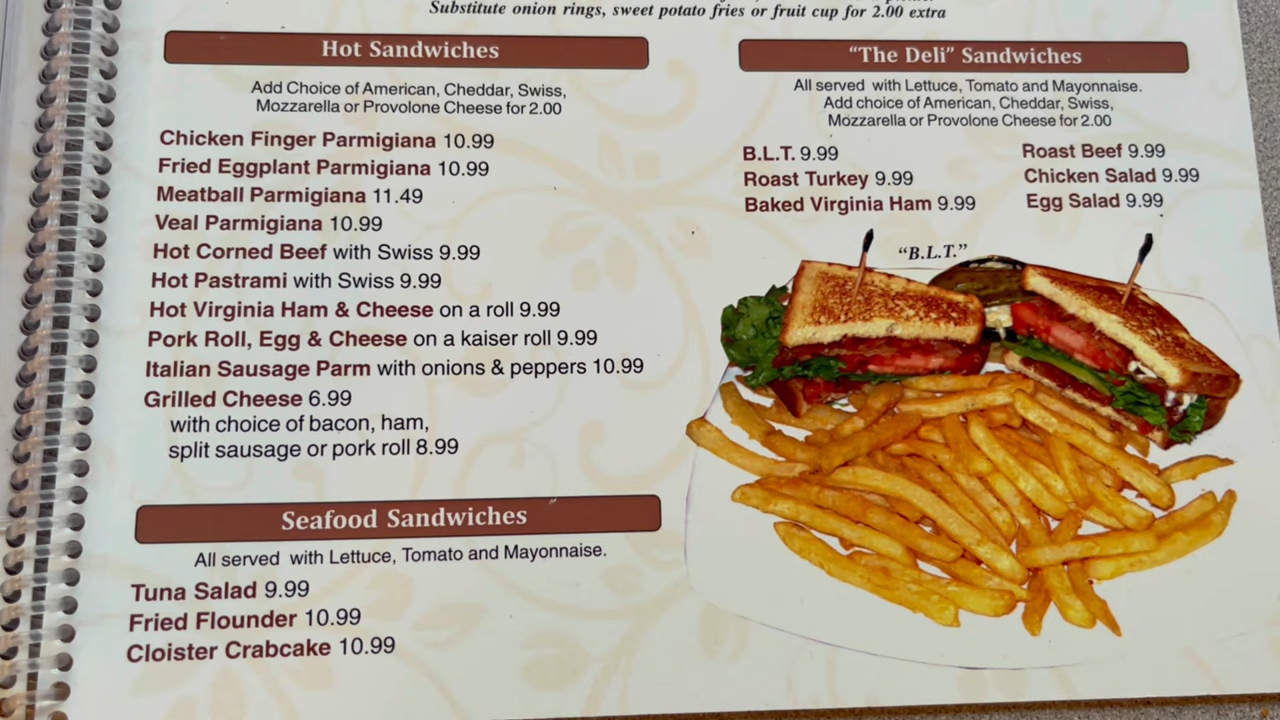 Substitute onion rings, sweet potato fries or fruit cup for 2.00 extra
Hot Sandwiches
Add Choice of American, Cheddar, Swiss,
Mozzarella or Provolone Cheese for 2.00
Chicken Finger Parmigiana 10.99
Fried Eggplant Parmigiana 10.99
Meatball Parmigiana 11.49
Veal Parmigiana 10.99
Hot Corned Beef with Swiss 9.99
Hot Pastrami with Swiss 9.99
Hot Virginia Ham & Cheese on a roll 9.99
Pork Roll, Egg & Cheese on a kaiser roll 9.99
Italian Sausage Parm with onions & peppers 10.99
Grilled Cheese 6.99
with choice of bacon, ham,
split sausage or pork roll 8.99
Seafood Sandwiches
All served with Lettuce, Tomato and Mayonnaise.
Tuna Salad 9.99
Fried Flounder 10.99
Cloister Crabcake 10.99
“The Deli” Sandwiches
All served with Lettuce, Tomato and Mayonnaise.
Add choice of American, Cheddar, Swiss,
Mozzarella or Provolone Cheese for 2.00
B.L.T. 9.99
Roast Turkey 9.99
Baked Virginia Ham 9.99
Roast Beef 9.99
Chicken Salad 9.99
Egg Salad 9.99
“B.L.T.”